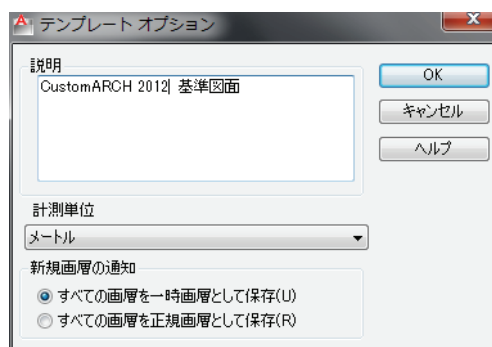 テンプレート オプション
説明
CustomARCH 2012 基準図面
OK
キャンセル
ヘルプ
計測単位
メートル
新規画層の通知
すべての画層を一時画層として保存(U)
すべての画層を正規画層として保存(R)